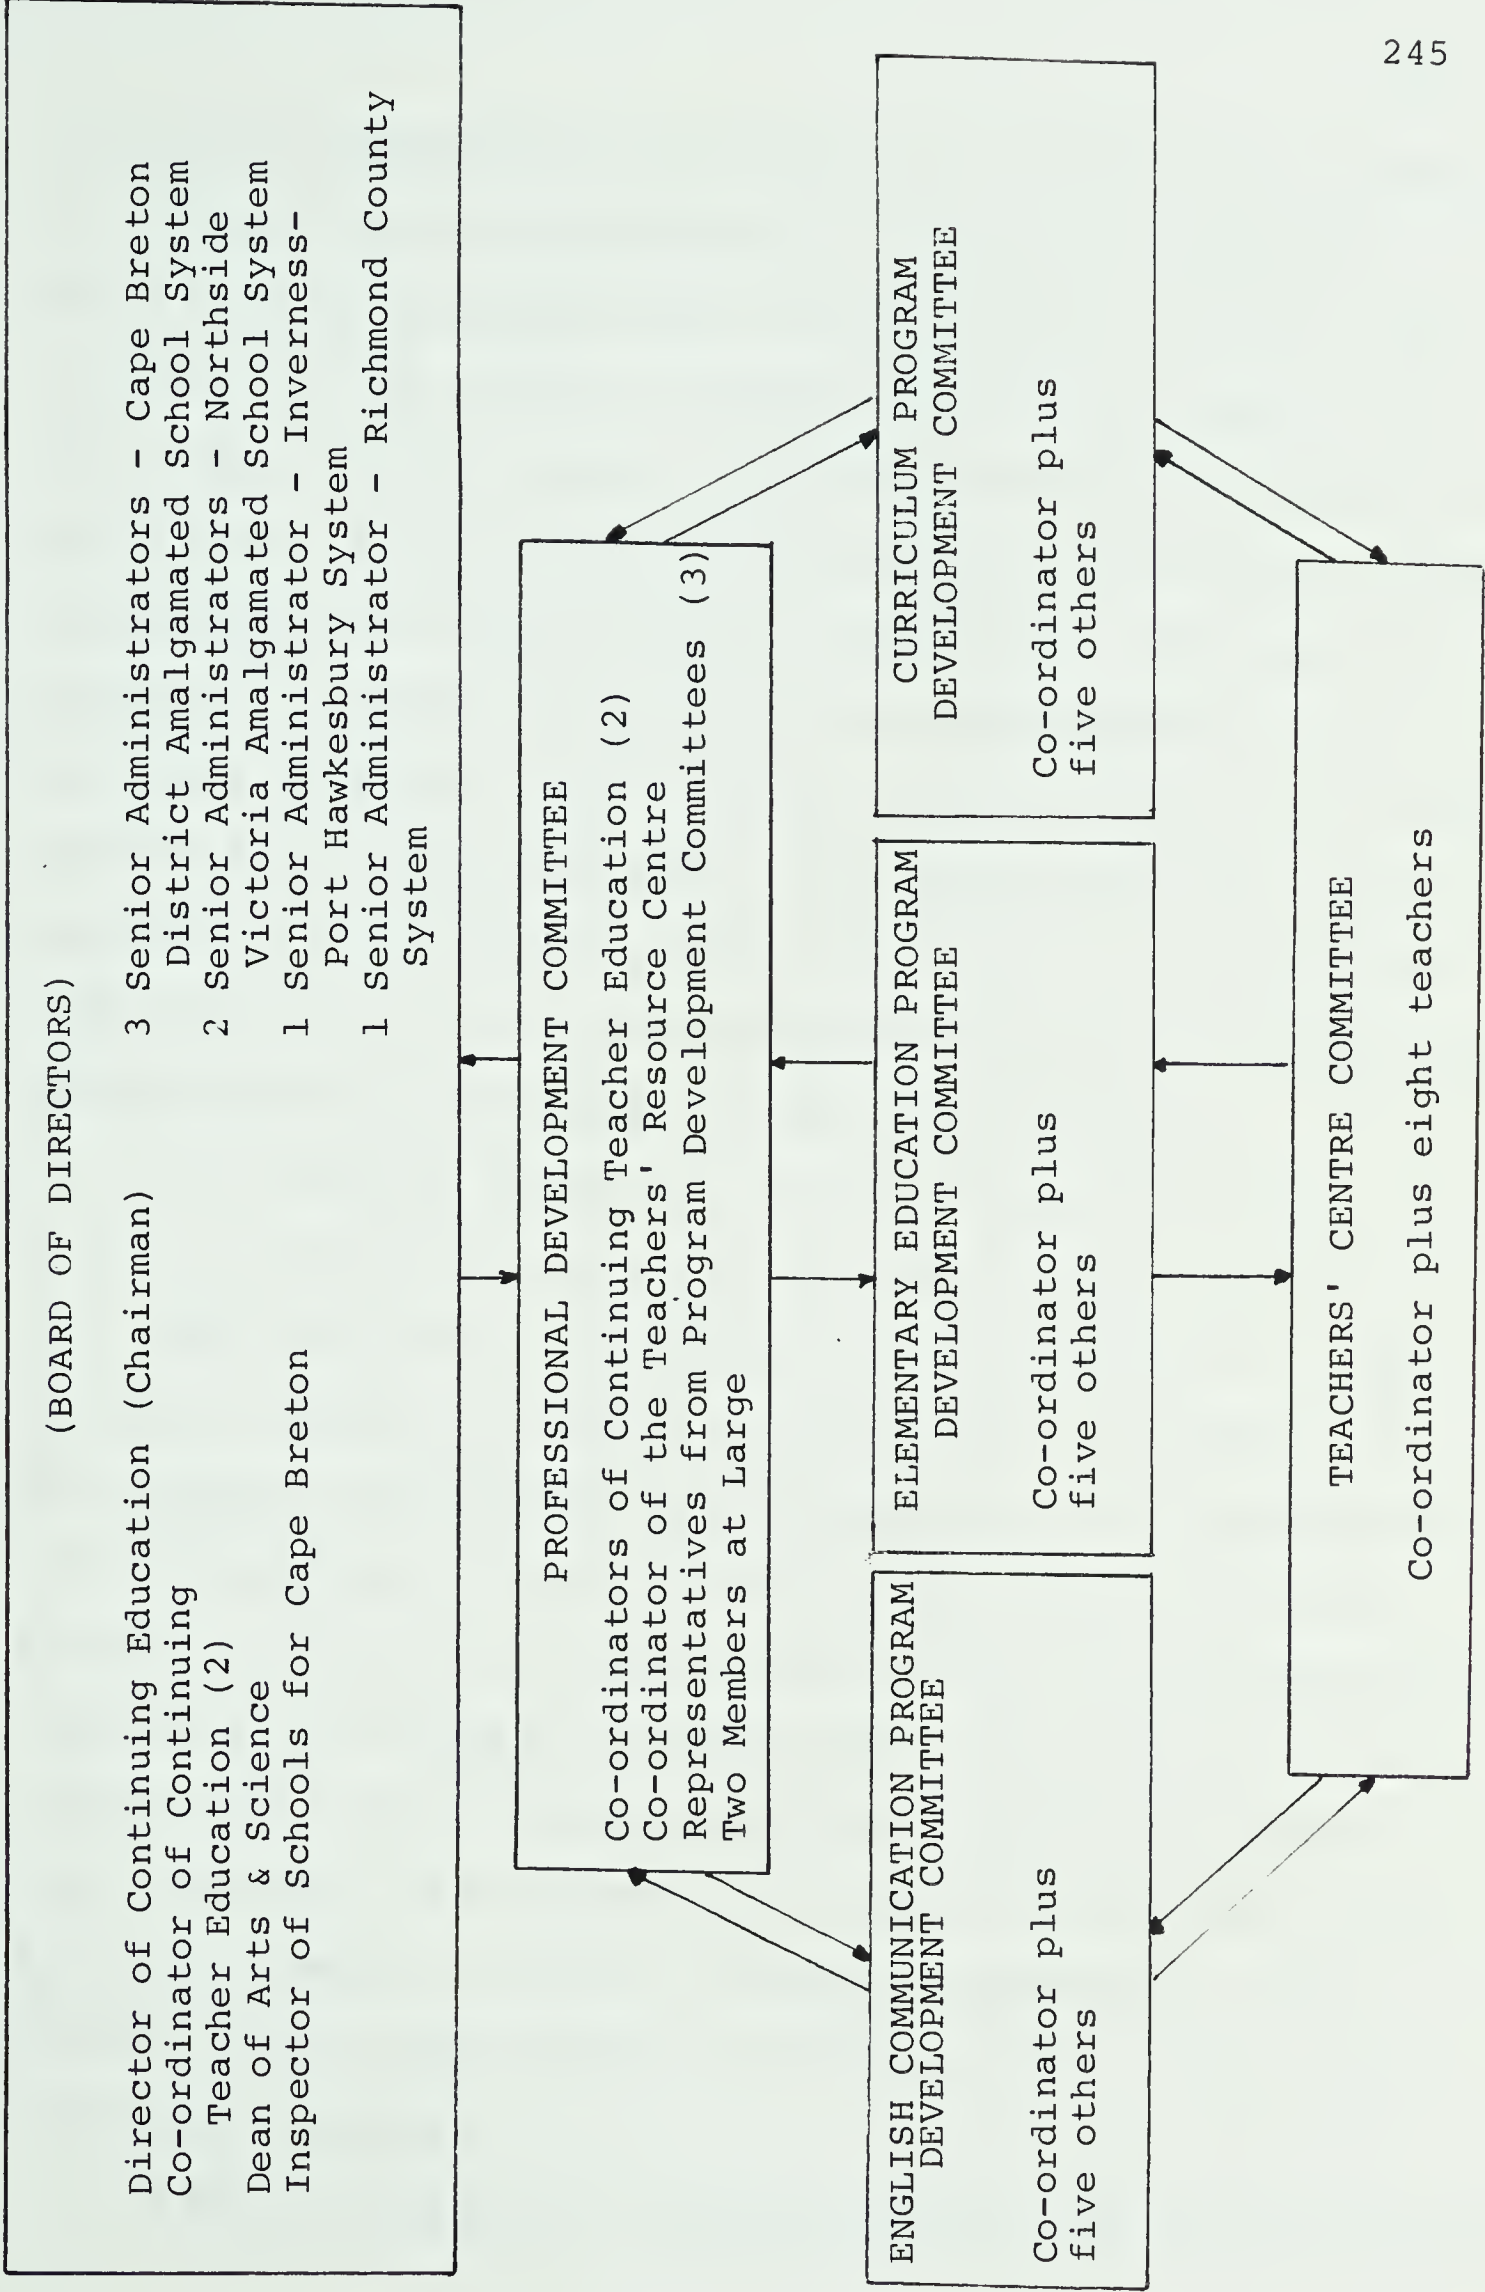 245
(BOARD OF DIRECTORS)
Director of Continuing Education (Chairman)
Co-ordinator of Continuing
Teacher Education (2)
Dean of Arts & Science
Inspector of Schools for Cape Breton
3 Senior Administrators - Cape Breton
District Amalgamated School System
2 Senior Administrators - Northside
Victoria Amalgamated School System
1 Senior Administrator - Inverness-
Port Hawkesbury System
1 Senior Administrator - Richmond County
System
PROFESSIONAL DEVELOPMENT COMMITTEE
Co-ordinators of Continuing Teacher Education (2)
Co-ordinator of the Teachers' Resource Centre
Representatives from Program Development Committees (3)
Two Members at Large
ENGLISH COMMUNICATION PROGRAM
DEVELOPMENT COMMITTEE
Co-ordinator plus
five others
ELEMENTARY EDUCATION PROGRAM
DEVELOPMENT COMMITTEE
Co-ordinator plus
five others
CURRICULUM PROGRAM
DEVELOPMENT COMMITTEE
Co-ordinator plus
five others
TEACHERS' CENTRE COMMITTEE
Co-ordinator plus eight teachers